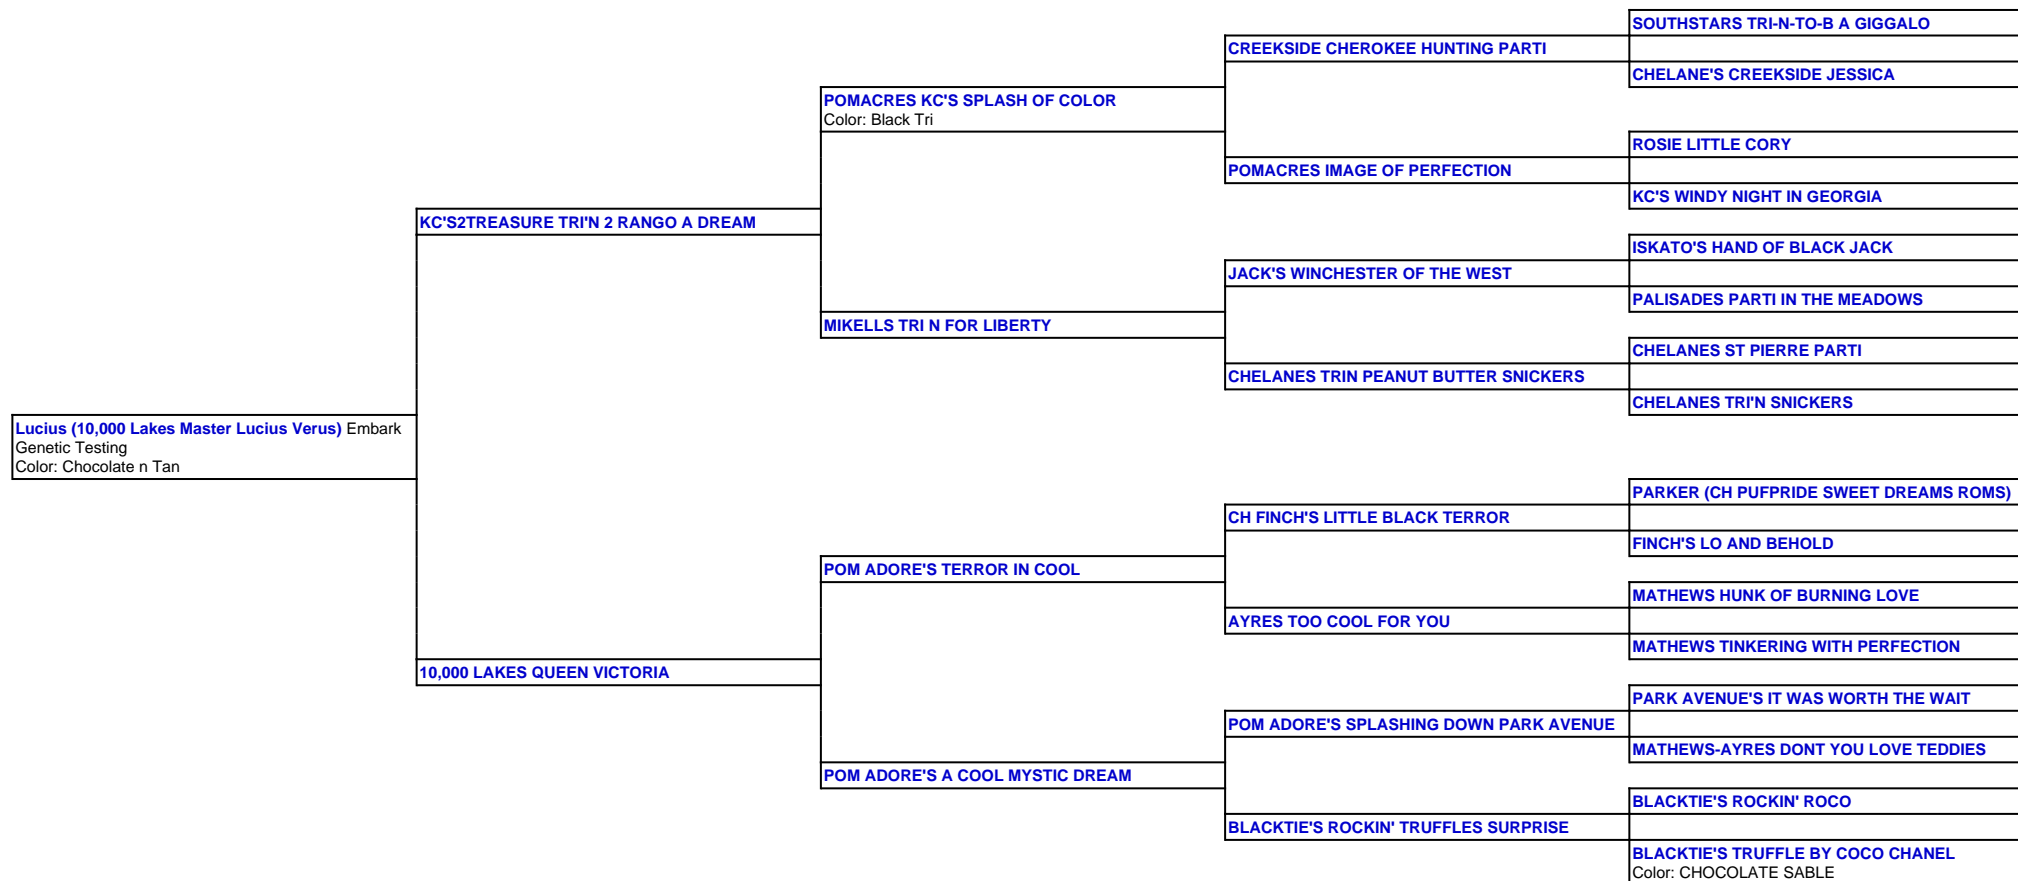 SOUTHSTARS TRI-N-TO-B A GIGGALO
CREEKSIDE CHEROKEE HUNTING PARTI
CHELANE'S CREEKSIDE JESSICA
POMACRES KC'S SPLASH OF COLOR
Color: Black Tri
ROSIE LITTLE CORY
POMACRES IMAGE OF PERFECTION
KC'S WINDY NIGHT IN GEORGIA
KC'S2TREASURE TRI'N 2 RANGO A DREAM
ISKATO'S HAND OF BLACK JACK
JACK'S WINCHESTER OF THE WEST
PALISADES PARTI IN THE MEADOWS
MIKELLS TRI N FOR LIBERTY
CHELANES ST PIERRE PARTI
CHELANES TRIN PEANUT BUTTER SNICKERS
CHELANES TRI'N SNICKERS
Lucius (10,000 Lakes Master Lucius Verus) Embark
Genetic Testing
Color: Chocolate n Tan
PARKER (CH PUFPRIDE SWEET DREAMS ROMS)
CH FINCH'S LITTLE BLACK TERROR
FINCH'S LO AND BEHOLD
POM ADORE'S TERROR IN COOL
MATHEWS HUNK OF BURNING LOVE
AYRES TOO COOL FOR YOU
MATHEWS TINKERING WITH PERFECTION
10,000 LAKES QUEEN VICTORIA
PARK AVENUE'S IT WAS WORTH THE WAIT
POM ADORE'S SPLASHING DOWN PARK AVENUE
MATHEWS-AYRES DONT YOU LOVE TEDDIES
POM ADORE'S A COOL MYSTIC DREAM
BLACKTIE'S ROCKIN' ROCO
BLACKTIE'S ROCKIN' TRUFFLES SURPRISE
BLACKTIE'S TRUFFLE BY COCO CHANEL
Color: CHOCOLATE SABLE